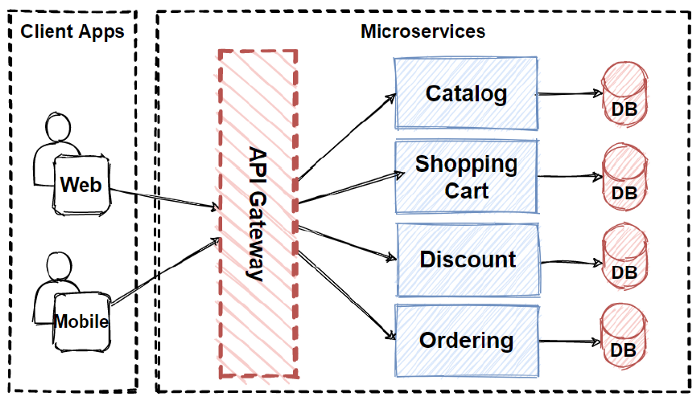 Client Apps
Microservices
Web
Mobile
API Gateway
Catalog
DB
Shopping
Cart
DB
Discount
DB
Ordering
DB